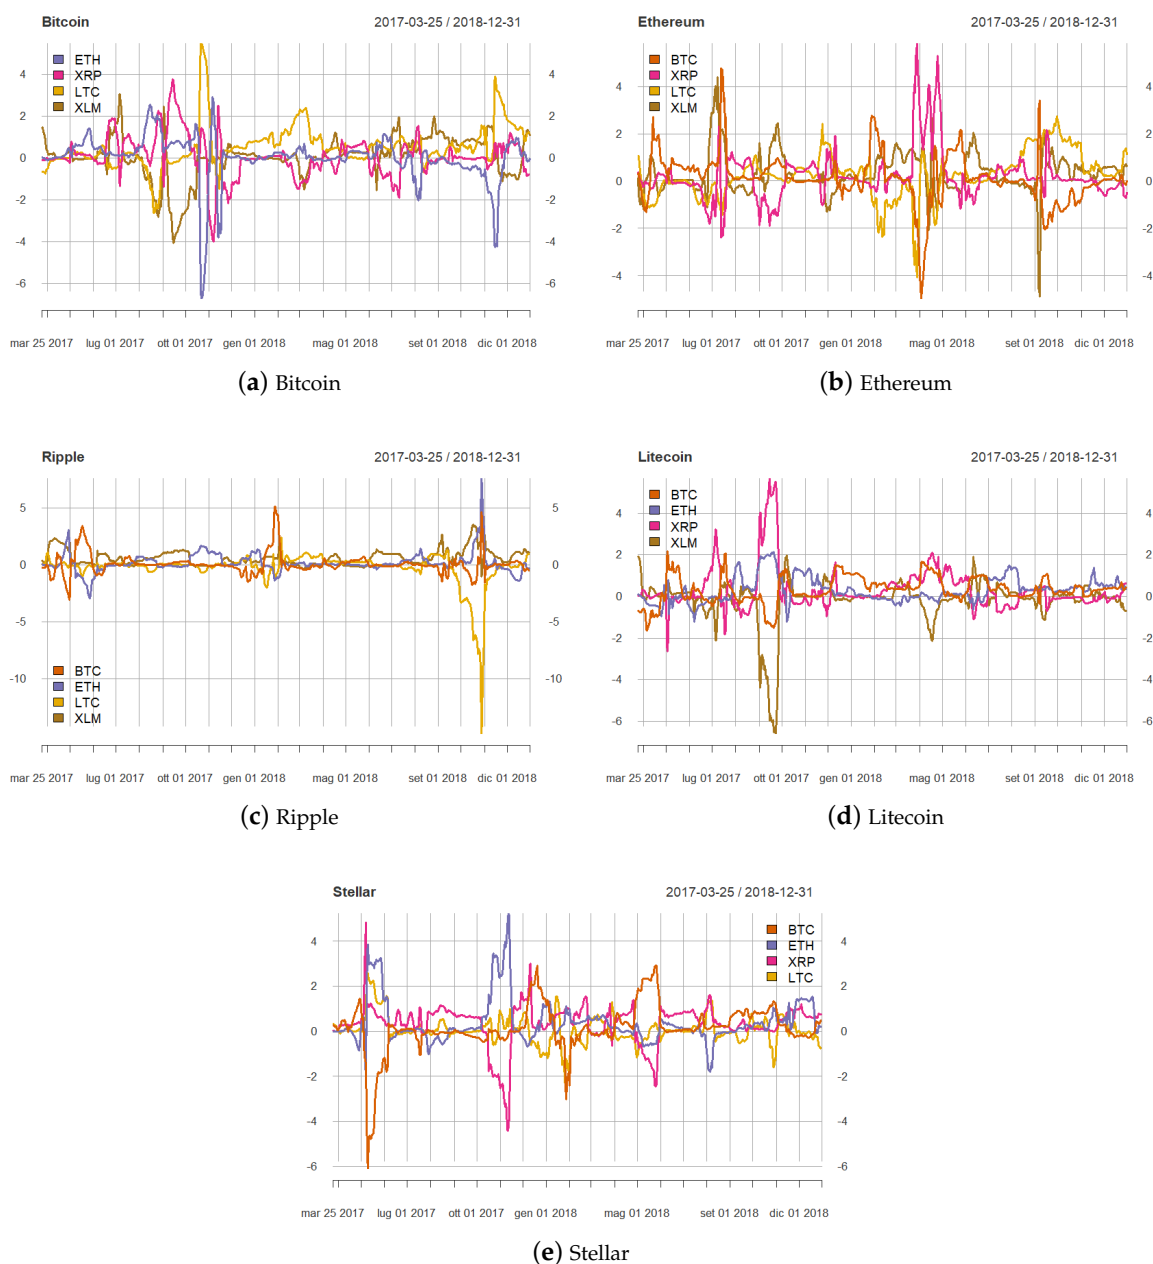 Bitcoin 2017-03-25 / 2018-12-31
ETH
XRP
LTC
XLM
4 4
2 2
0 0
-2 -2
-4 -4
-6 -6
mar 25 2017 lug 01 2017 ott 01 2017 gen 01 2018 mag 01 2018 set 01 2018 dic 01 2018
(a) Bitcoin
Ethereum 2017-03-25 / 2018-12-31
BTC
XRP
LTC
XLM
4 4
2 2
0 0
-2 -2
-4 -4
mar 25 2017 lug 01 2017 ott 01 2017 gen 01 2018 mag 01 2018 set 01 2018 dic 01 2018
(b) Ethereum
Ripple 2017-03-25 / 2018-12-31
5 5
0 0
-5 -5
-10 -10
BTC
ETH
LTC
XLM
mar 25 2017 lug 01 2017 ott 01 2017 gen 01 2018 mag 01 2018 set 01 2018 dic 01 2018
(c) Ripple
Litecoin 2017-03-25 / 2018-12-31
BTC
ETH
XRP
XLM
4 4
2 2
0 0
-2 -2
-4 -4
-6 -6
mar 25 2017 lug 01 2017 ott 01 2017 gen 01 2018 mag 01 2018 set 01 2018 dic 01 2018
(d) Litecoin
Stellar 2017-03-25 / 2018-12-31
BTC
ETH
XRP
LTC
4 4
2 2
0 0
-2 -2
-4 -4
-6 -6
mar 25 2017 lug 01 2017 ott 01 2017 gen 01 2018 mag 01 2018 set 01 2018 dic 01 2018
(e) Stellar